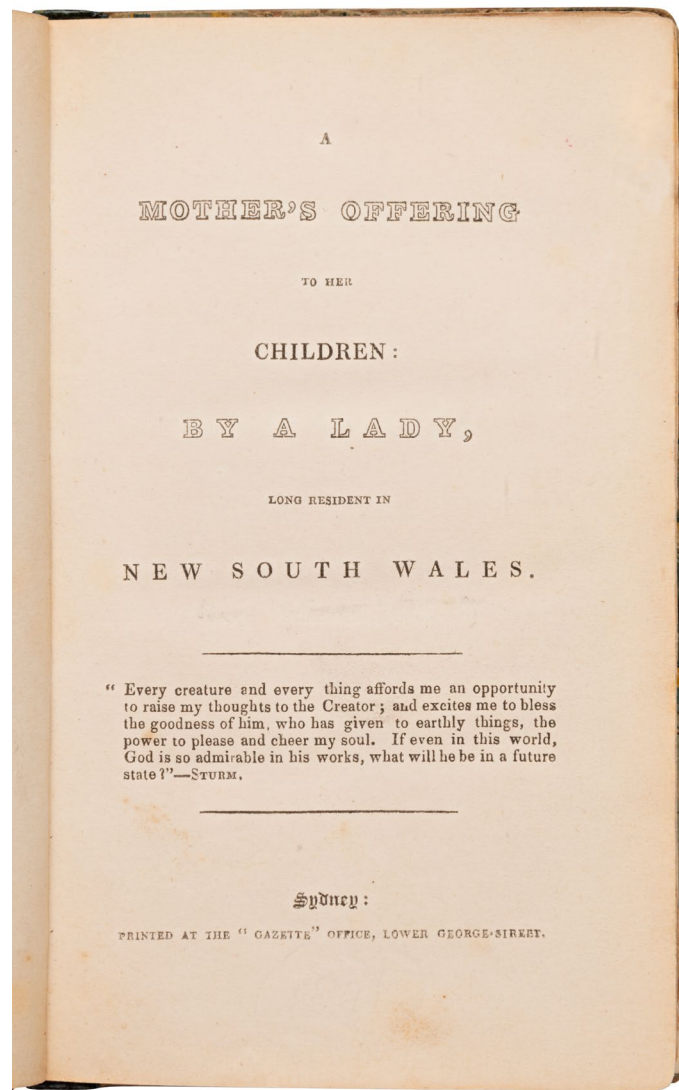 A
MOTHER'S OFFERING
TO HER
CHILDREN:
BY A LADY,
LONG RESIDENT IN
NEW SOUTH WALES.
" Every creature and every thing affords me an opportunity
to raise my thoughts to the Creator; and excites me to bless
the goodness of him, who has given to earthly things, the
power to please and cheer my soul. If even in this world,
God is so admirable in his works, what will he be in a future
state?"—STURM.
Sydney:
PRINTED AT THE " GAZETTE" OFFICE, LOWER GEORGE-STREET.